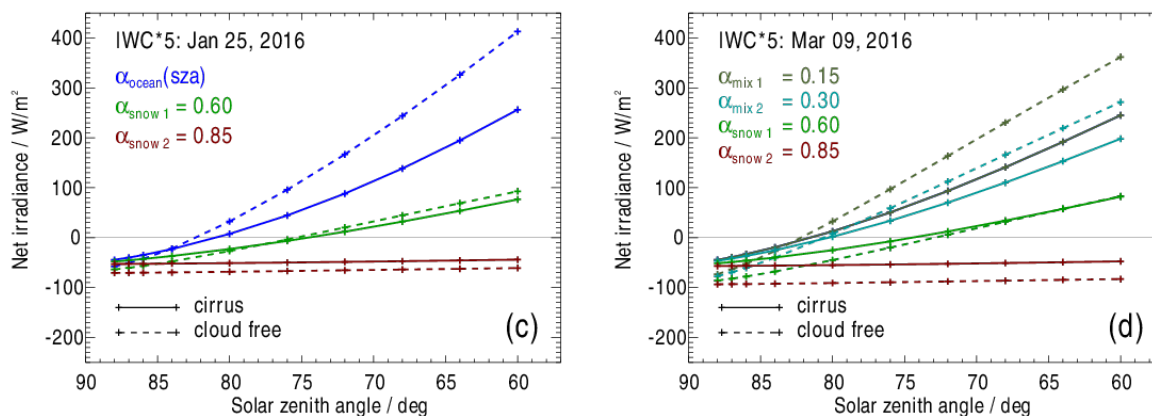 IWC*5: Jan 25, 2016
αocean(sza)
αsnow 1 = 0.60
αsnow 2 = 0.85
400
300
200
100
0
-100
-200
Net irradiance / W/m²
cirrus
cloud free
(c)
90 85 80 75 70 65 60
Solar zenith angle / deg
IWC*5: Mar 09, 2016
αmix 1 = 0.15
αmix 2 = 0.30
αsnow 1 = 0.60
αsnow 2 = 0.85
400
300
200
100
0
-100
-200
Net irradiance / W/m²
cirrus
cloud free
(d)
90 85 80 75 70 65 60
Solar zenith angle / deg